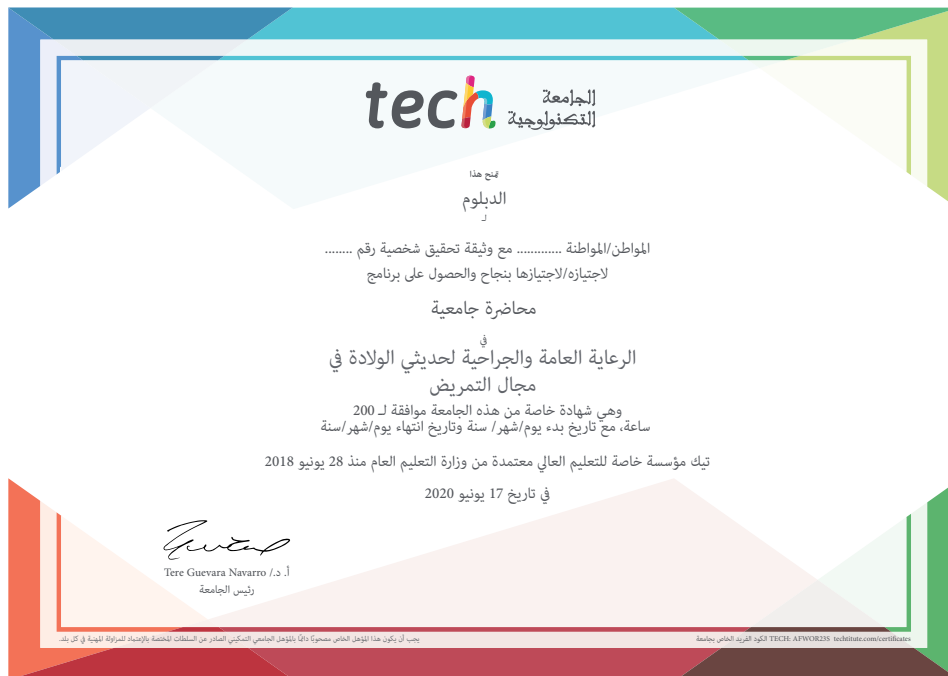 tech الجامعة
التكنولوجية
يمنح هذا
الدبلوم
لـ
المواطن/المواطنة ............. مع وثيقة تحقيق شخصية رقم ........
لاجتيازه/لاجتيازها بنجاح والحصول على برنامج
محاضرة جامعية
في
الرعاية العامة والجراحية لحديثي الولادة في
مجال التمريض
وهي شهادة خاصة من هذه الجامعة موافقة لـ 200
ساعة، مع تاريخ بدء يوم/شهر/ سنة وتاريخ انتهاء يوم/شهر/سنة
تيك مؤسسة خاصة للتعليم العالي معتمدة من وزارة التعليم العام منذ 28 يونيو 2018
في تاريخ 17 يونيو 2020
أ. د./ Tere Guevara Navarro
رئيس الجامعة
يجب أن يكون هذا المؤهل الخاص مصحوبًا دائمًا بالمؤهل الجامعي التمكيني الصادر عن السلطات المختصة بالإعتماد للمزاولة المهنية في كل بلد.
الكود الفريد الخاص بجامعة TECH: AFWOR23S techtitute.com/certificates